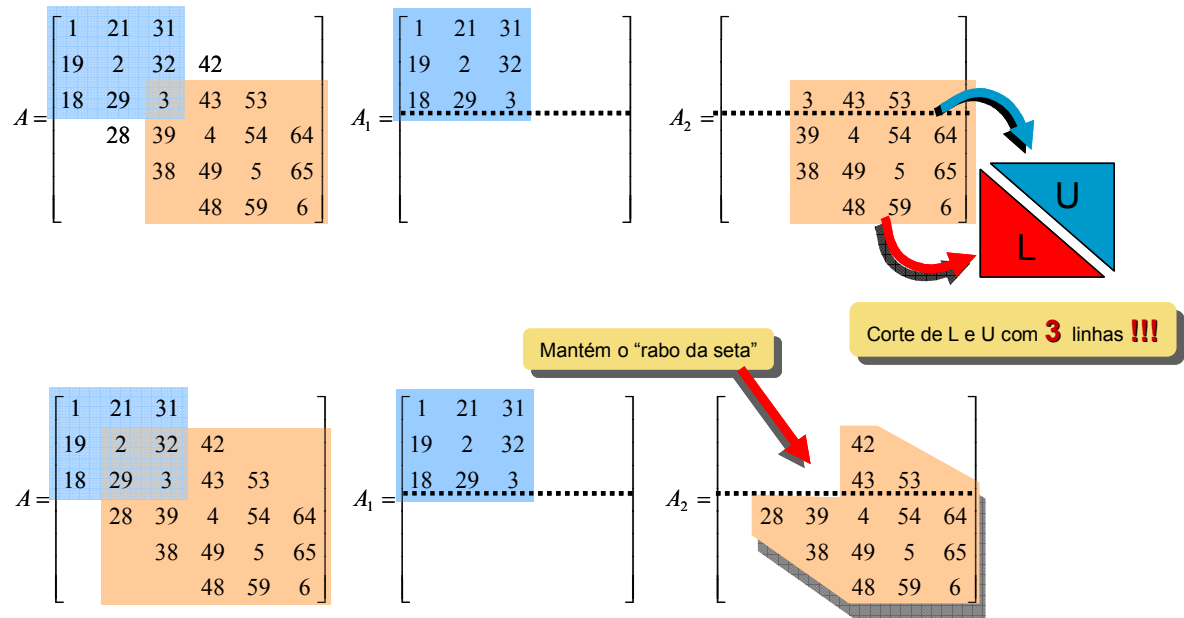 1 21 31
19 2 32 42
A = 18 29 3 43 53
28 39 4 54 64
38 49 5 65
48 59 6
1 21 31
19 2 32
A1 = 18 29 3
A2 = 3 43 53
39 4 54 64
38 49 5 65
48 59 6
U
L
Corte de L e U com 3 linhas !!!
Mantém o “rabo da seta”
1 21 31
19 2 32 42
A = 18 29 3 43 53
28 39 4 54 64
38 49 5 65
48 59 6
1 21 31
19 2 32
A1 = 18 29 3
42
A2 = 43 53
28 39 4 54 64
38 49 5 65
48 59 6